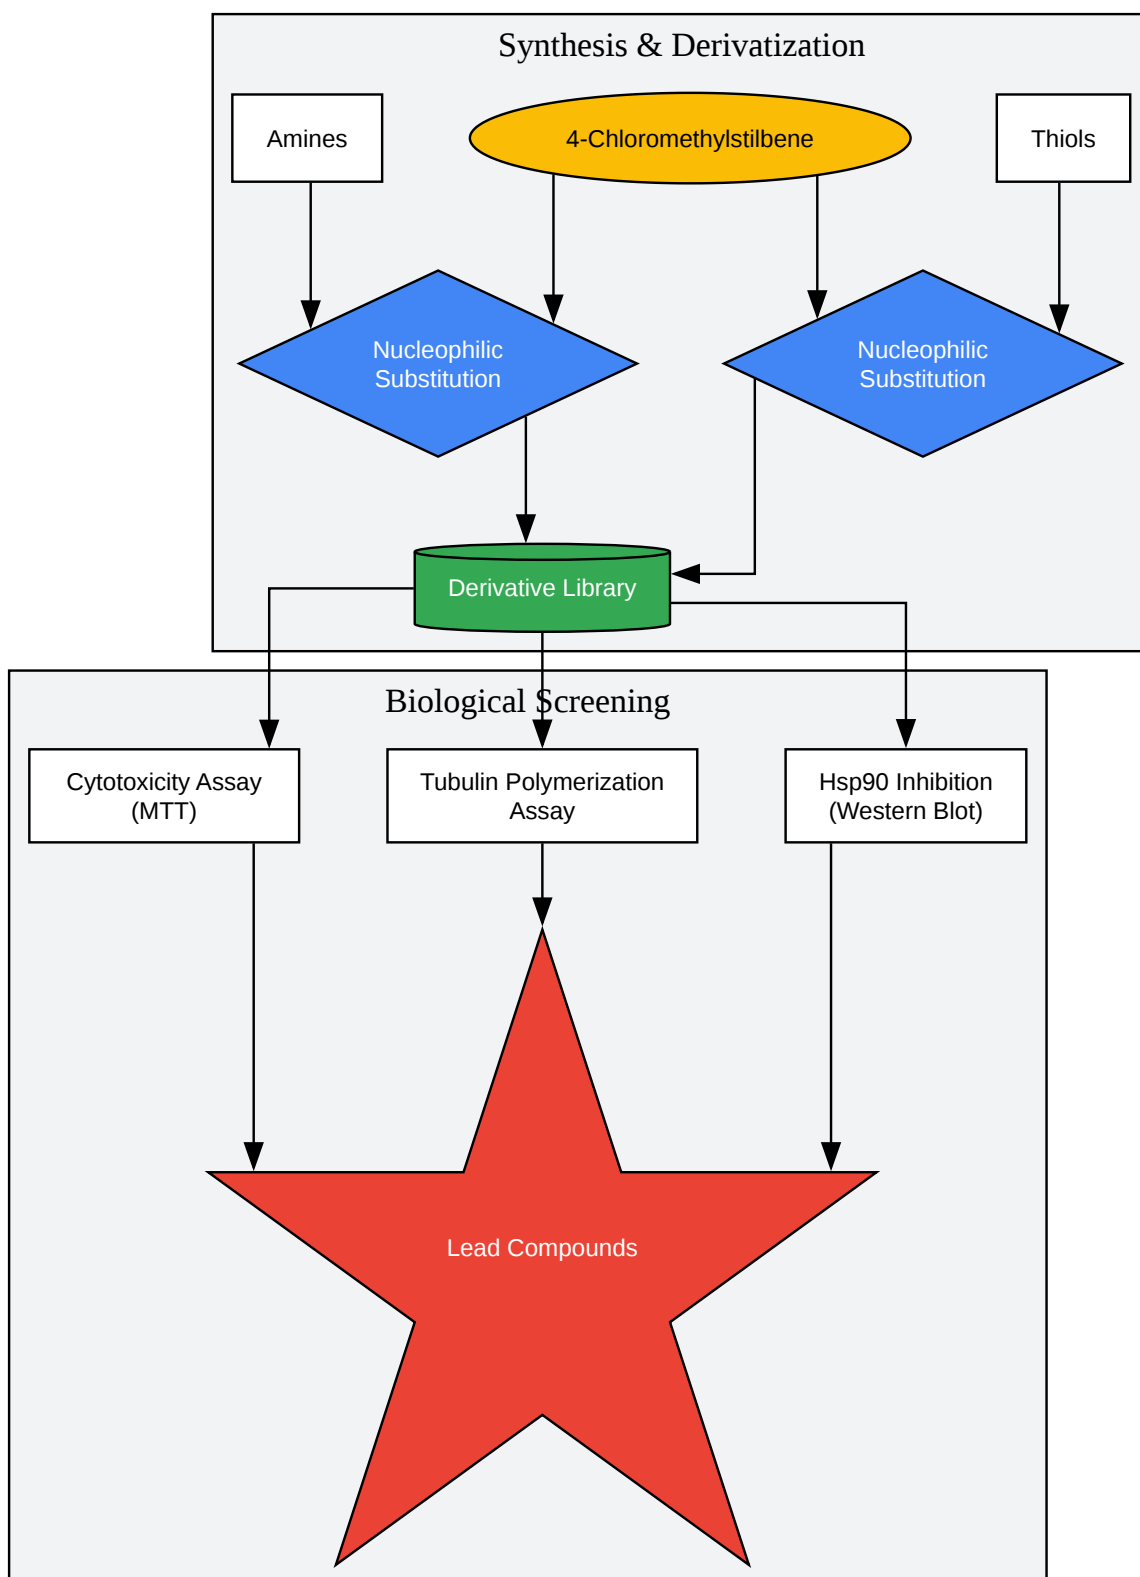 Synthesis & Derivatization
Amines
4-Chloromethylstilbene
Thiols
Nucleophilic
Substitution
Nucleophilic
Substitution
Derivative Library
Biological Screening
Cytotoxicity Assay
(MTT)
Tubulin Polymerization
Assay
Hsp90 Inhibition
(Western Blot)
Lead Compounds